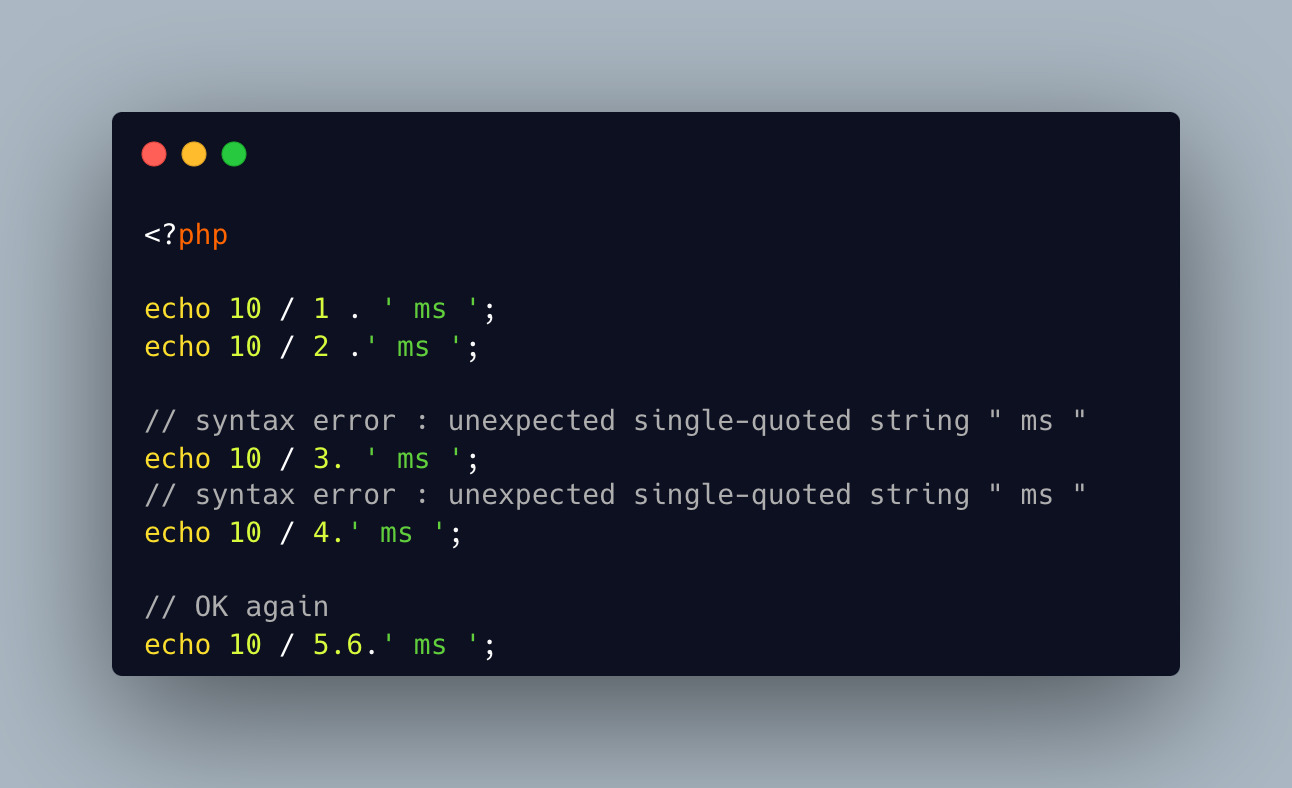 <?php
echo 10 / 1 . ' ms ';
echo 10 / 2 .' ms ';
// syntax error : unexpected single-quoted string " ms "
echo 10 / 3. ' ms ';
// syntax error : unexpected single-quoted string " ms "
echo 10 / 4.' ms ';
// OK again
echo 10 / 5.6.' ms ';